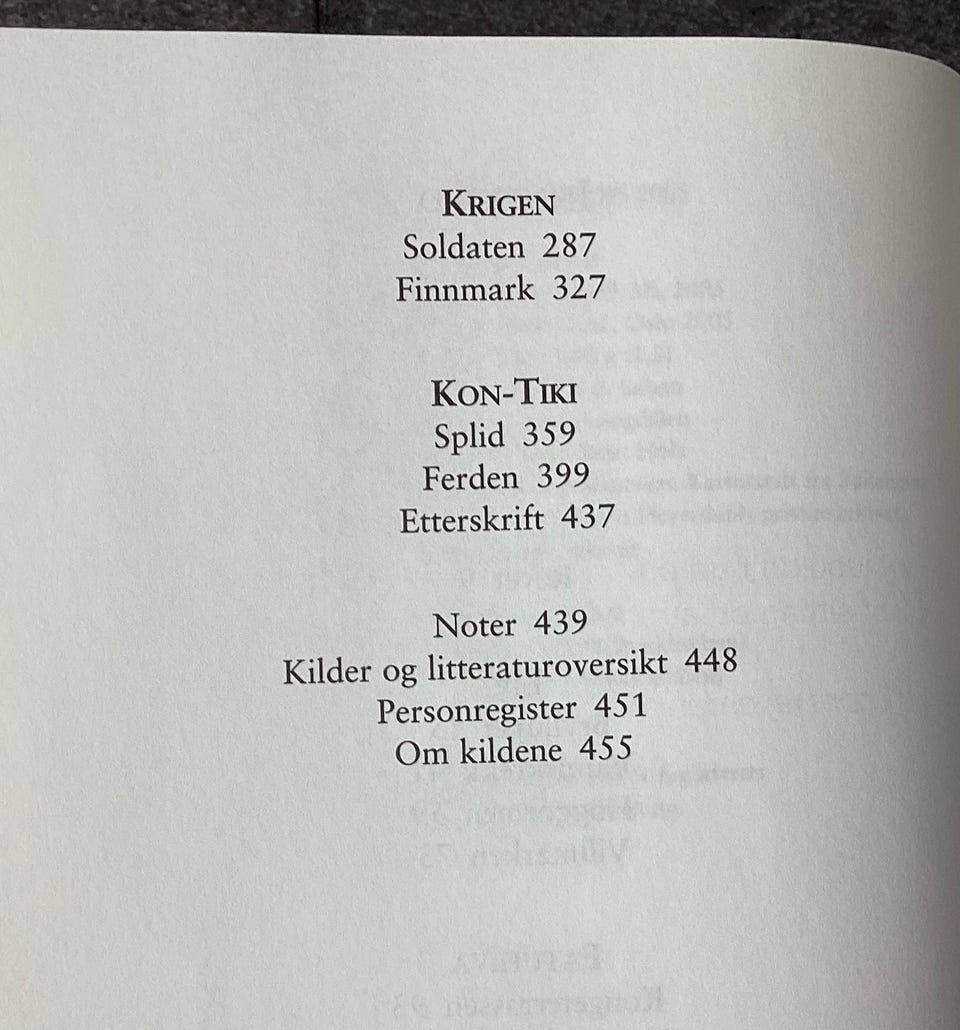 KRIGEN
Soldaten 287
Finnmark 327
KON-TIKI
Splid 359
Ferden 399
Etterskrift 437
Noter 439
Kilder og litteraturoversikt 448
Personregister 451
Om kildene 455